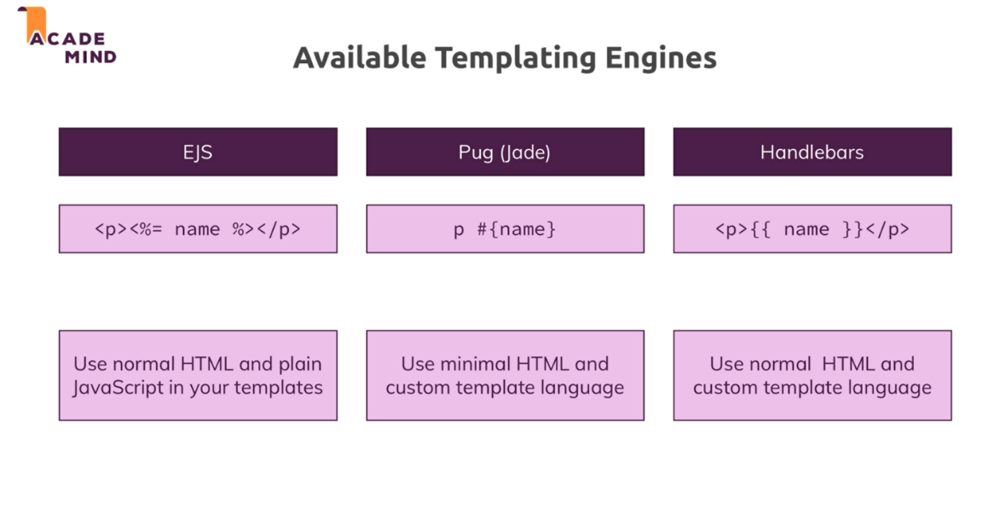 ACADE
MIND
Available Templating Engines
EJS
Pug (Jade)
Handlebars
<p><%= name %></p>
p #{name}
<p>{{ name }}</p>
Use normal HTML and plain
JavaScript in your templates
Use minimal HTML and
custom template language
Use normal HTML and
custom template language